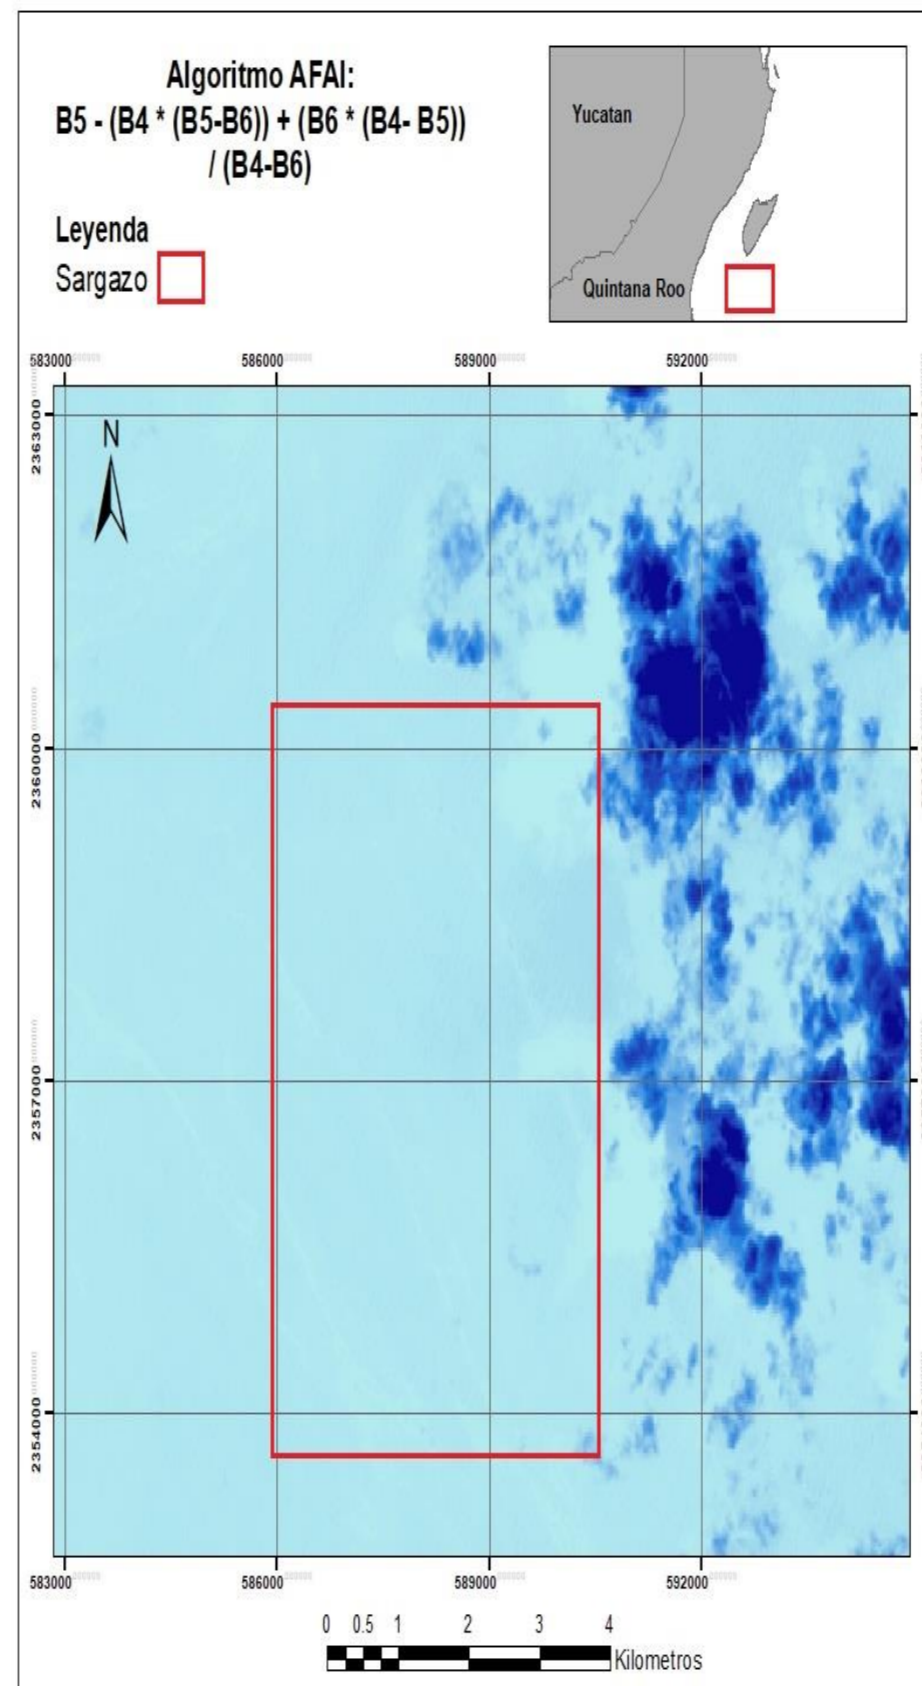 Algoritmo AFAI:
B5 - (B4 * (B5-B6)) + (B6 * (B4- B5))
/ (B4-B6)
Leyenda
Sargazo
Yucatan
Quintana Roo
583000 586000 589000 592000
N
2363000
2360000
2357000
2354000
583000 586000 589000 592000
0 0.5 1 2 3 4
Kilometros